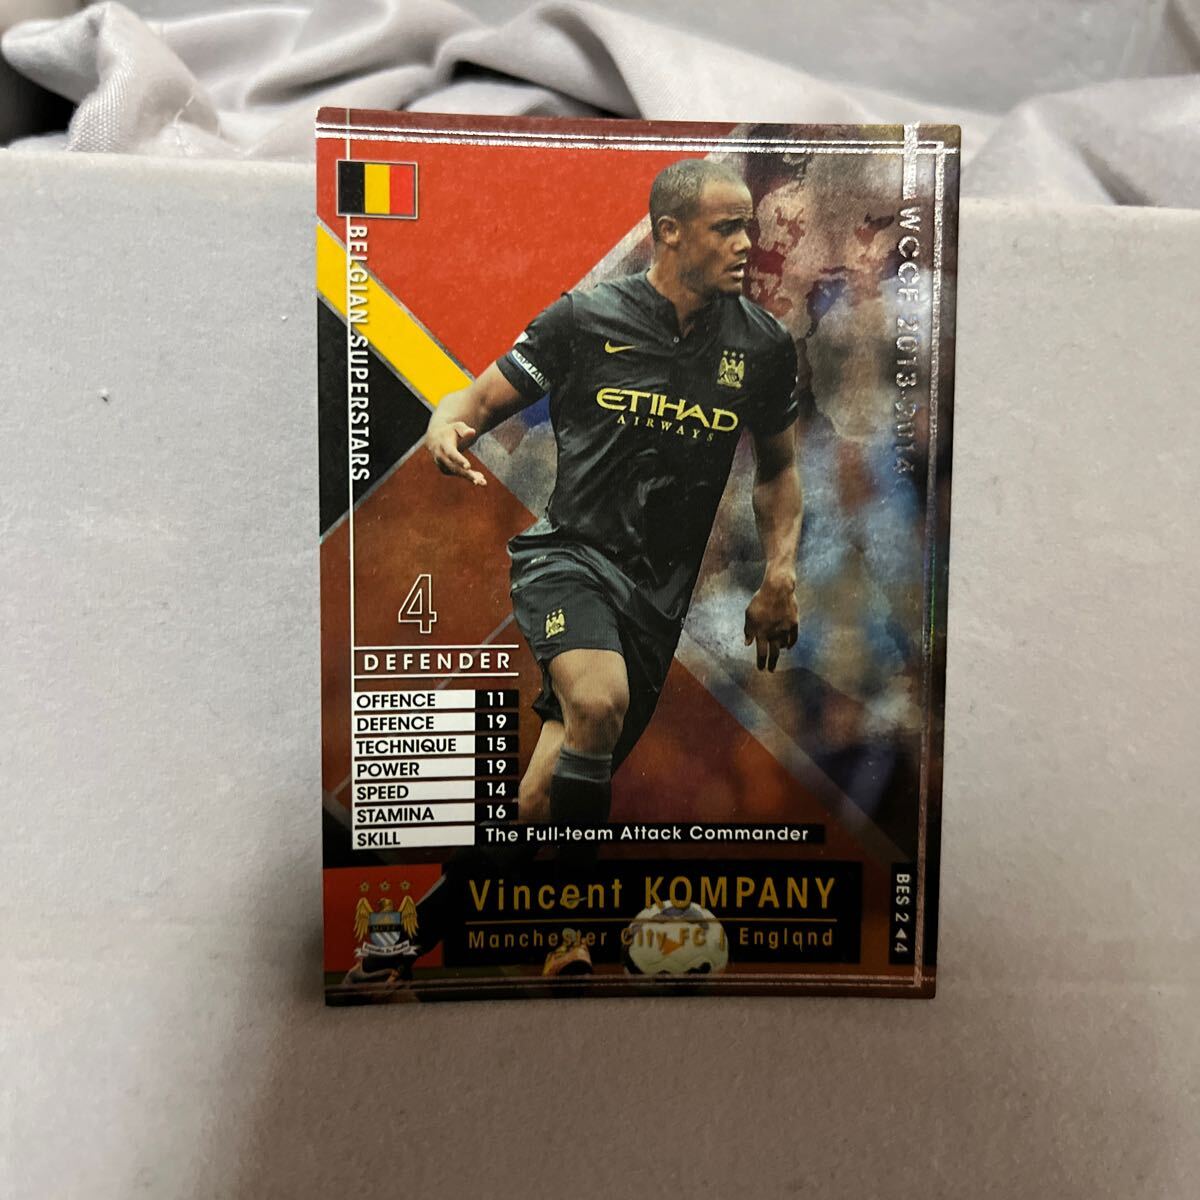 BELGIAN SUPERSTARS
WCCF 2013-2014
ETIHAD
AIRWAYS
4
DEFENDER
OFFENCE 11
DEFENCE 19
TECHNIQUE 15
POWER 19
SPEED 14
STAMINA 16
SKILL The Full-team Attack Commander
Vincent KOMPANY
Manchester City FC / England
BES 2◀4